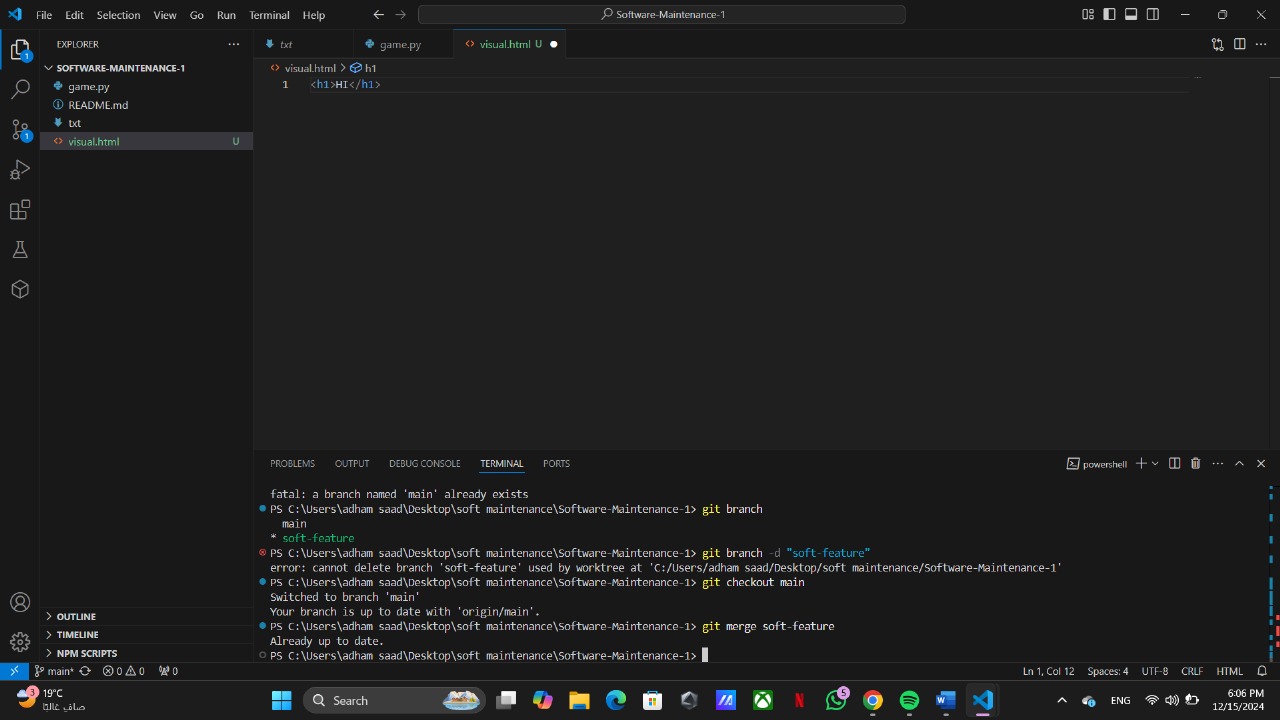 File Edit Selection View Go Run Terminal Help
Software-Maintenance-1
EXPLORER
txt
game.py
visual.html U
SOFTWARE-MAINTENANCE-1
visual.html > h1
game.py
1 <h1>HI</h1>
README.md
txt
visual.html U
1
1
PROBLEMS OUTPUT DEBUG CONSOLE TERMINAL PORTS
powershell
fatal: a branch named 'main' already exists
PS C:\Users\adham saad\Desktop\soft maintenance\Software-Maintenance-1> git branch
main
* soft-feature
PS C:\Users\adham saad\Desktop\soft maintenance\Software-Maintenance-1> git branch -d "soft-feature"
error: cannot delete branch 'soft-feature' used by worktree at 'C:/Users/adham saad/Desktop/soft maintenance/Software-Maintenance-1'
PS C:\Users\adham saad\Desktop\soft maintenance\Software-Maintenance-1> git checkout main
Switched to branch 'main'
Your branch is up to date with 'origin/main'.
PS C:\Users\adham saad\Desktop\soft maintenance\Software-Maintenance-1> git merge soft-feature
Already up to date.
PS C:\Users\adham saad\Desktop\soft maintenance\Software-Maintenance-1>
OUTLINE
TIMELINE
NPM SCRIPTS
main* 0 0 0
Ln 1, Col 12 Spaces: 4 UTF-8 CRLF HTML
3
19°C
صافي غالبًا
Search
5
ENG
6:06 PM
12/15/2024